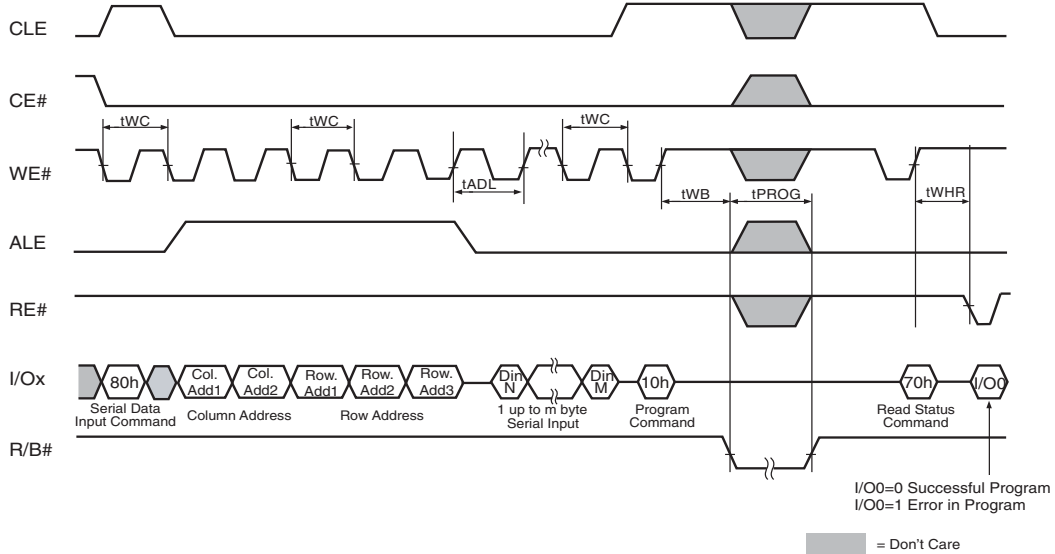 CLE
CE#
tWC
tWC
tWC
WE#
tADL
tWB
tPROG
tWHR
ALE
RE#
I/Ox
80h
Col. Add1
Col. Add2
Row. Add1
Row. Add2
Row. Add3
Din N
Din M
10h
70h
I/O0
Serial Data
Input Command
Column Address
Row Address
1 up to m byte
Serial Input
Program
Command
Read Status
Command
R/B#
I/O0=0 Successful Program
I/O0=1 Error in Program
= Don't Care